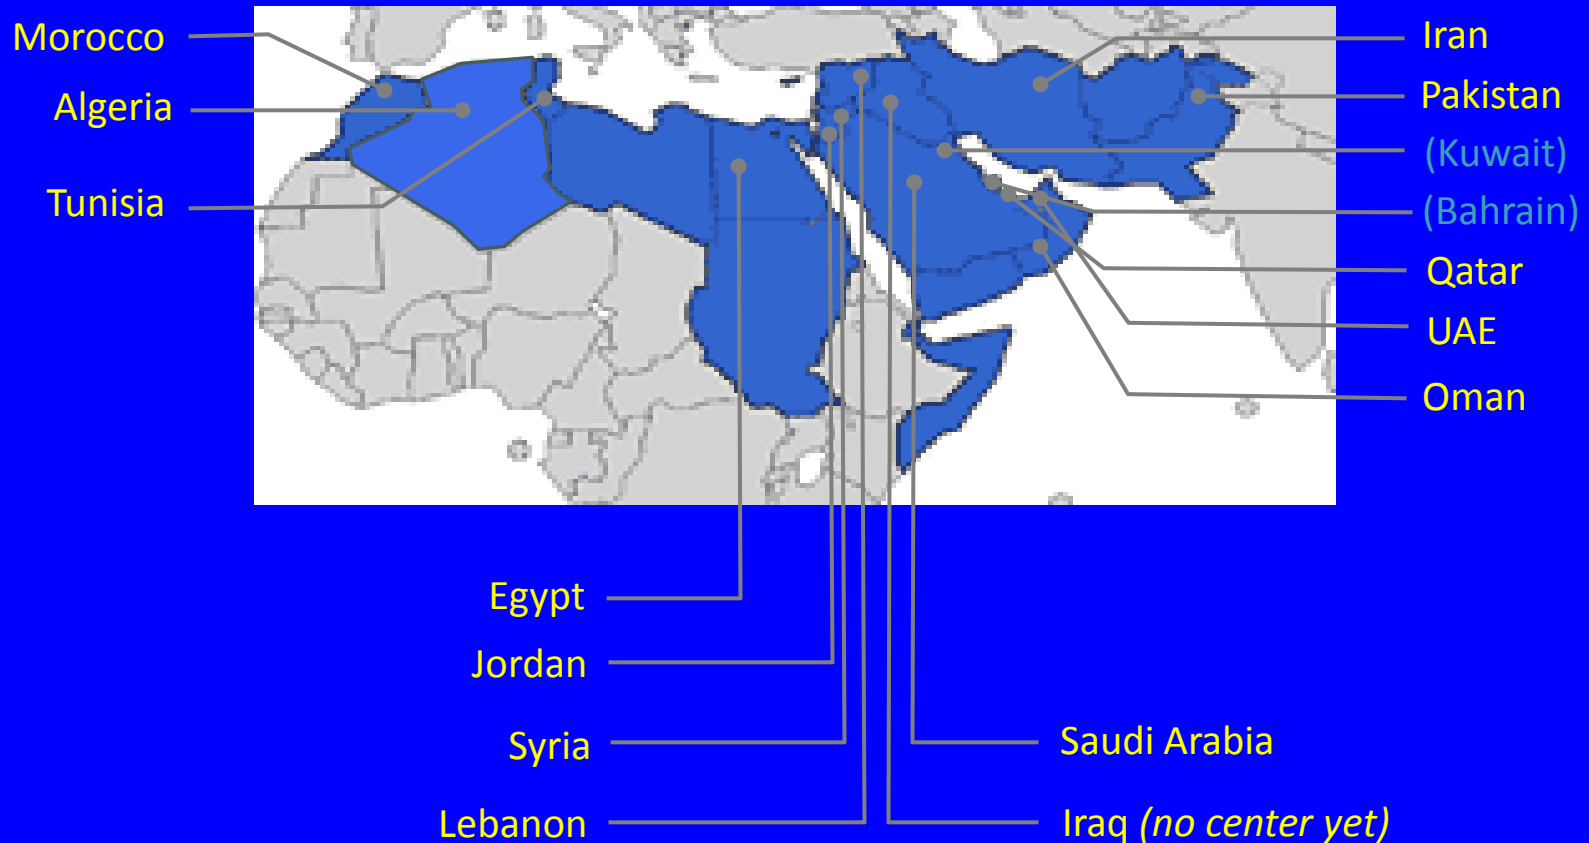 Morocco
Algeria
Tunisia
Iran
Pakistan
(Kuwait)
(Bahrain)
Qatar
UAE
Oman
Egypt
Jordan
Syria
Lebanon
Saudi Arabia
Iraq (no center yet)